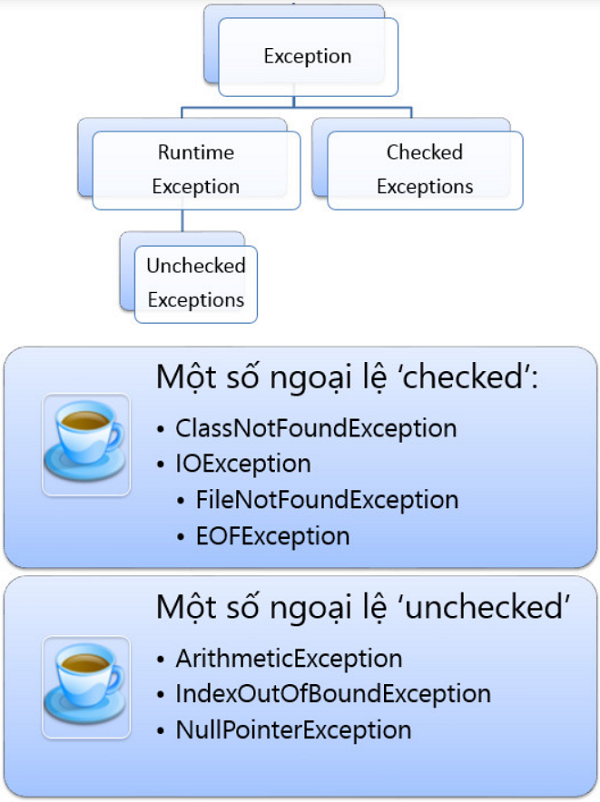 Exception
Runtime
Exception
Checked
Exceptions
Unchecked
Exceptions
Một số ngoại lệ ‘checked’:
• ClassNotFoundException
• IOException
• FileNotFoundException
• EOFException
Một số ngoại lệ ‘unchecked’
• ArithmeticException
• IndexOutOfBoundException
• NullPointerException